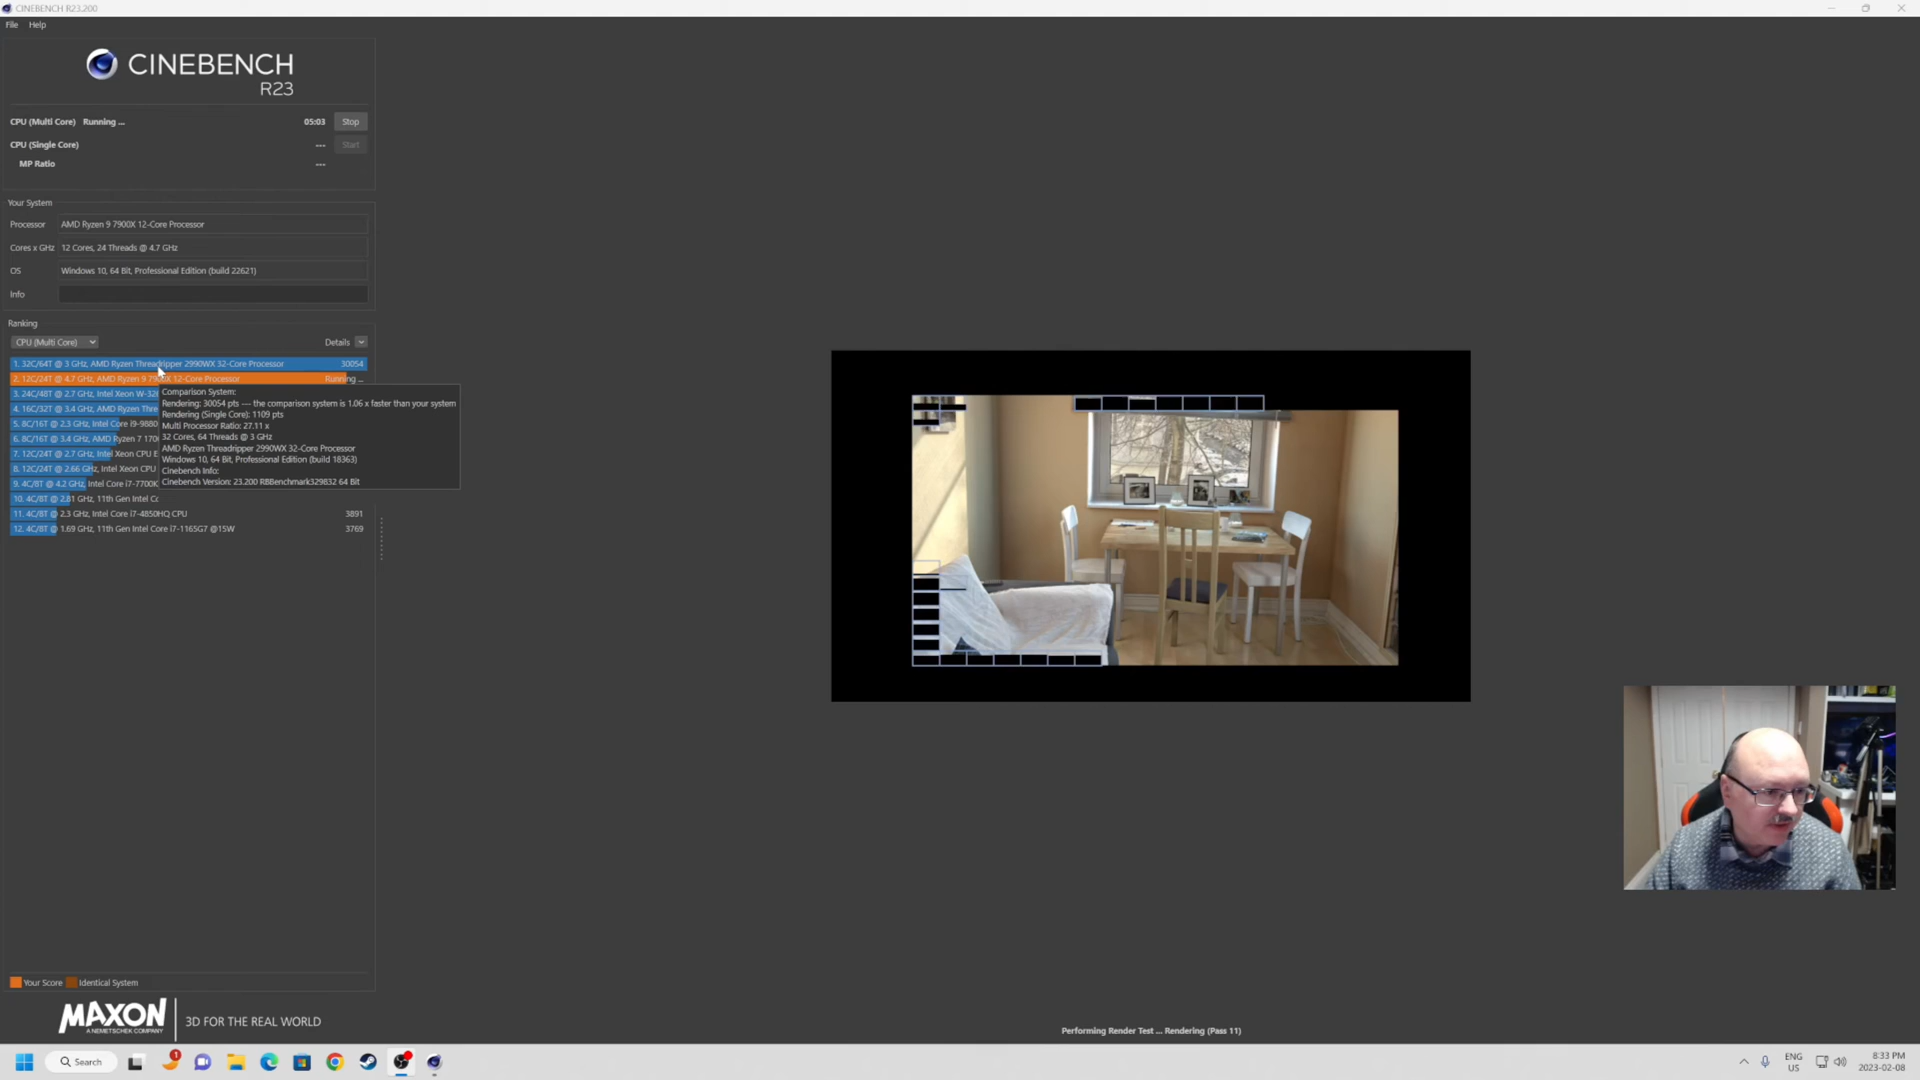 CINEBENCH R23.200
File Help
CINEBENCH
R23
CPU (Multi Core) Running ... 05:03 Stop
CPU (Single Core) --- Start
MP Ratio ---
Your System
Processor AMD Ryzen 9 7900X 12-Core Processor
Cores x GHz 12 Cores, 24 Threads @ 4.7 GHz
OS Windows 10, 64 Bit, Professional Edition (build 22621)
Info
Ranking
CPU (Multi Core) Details
1. 32C/64T @ 3 GHz, AMD Ryzen Threadripper 2990WX 32-Core Processor 30054
2. 12C/24T @ 4.7 GHz, AMD Ryzen 9 7900X 12-Core Processor Running ...
3. 24C/48T @ 2.7 GHz, Intel Xeon W-32
4. 16C/32T @ 3.4 GHz, AMD Ryzen Thre
5. 8C/16T @ 2.3 GHz, Intel Core i9-9880
6. 8C/16T @ 3.4 GHz, AMD Ryzen 7 170
7. 12C/24T @ 2.7 GHz, Intel Xeon CPU E
8. 12C/24T @ 2.66 GHz, Intel Xeon CPU
9. 4C/8T @ 4.2 GHz, Intel Core i7-7700K
10. 4C/8T @ 2.81 GHz, 11th Gen Intel Co
11. 4C/8T @ 2.3 GHz, Intel Core i7-4850HQ CPU 3891
12. 4C/8T @ 1.69 GHz, 11th Gen Intel Core i7-1165G7 @15W 3769
Comparison System:
Rendering: 30054 pts --- the comparison system is 1.06 x faster than your system
Rendering (Single Core): 1109 pts
Multi Processor Ratio: 27.11 x
32 Cores, 64 Threads @ 3 GHz
AMD Ryzen Threadripper 2990WX 32-Core Processor
Windows 10, 64 Bit, Professional Edition (build 18363)
Cinebench Info:
Cinebench Version: 23.200 RBBenchmark329832 64 Bit
Your Score Identical System
MAXON
A NEMETSCHEK COMPANY
3D FOR THE REAL WORLD
Performing Render Test ... Rendering (Pass 11)
1
Search
ENG
US
8:33 PM
2023-02-08